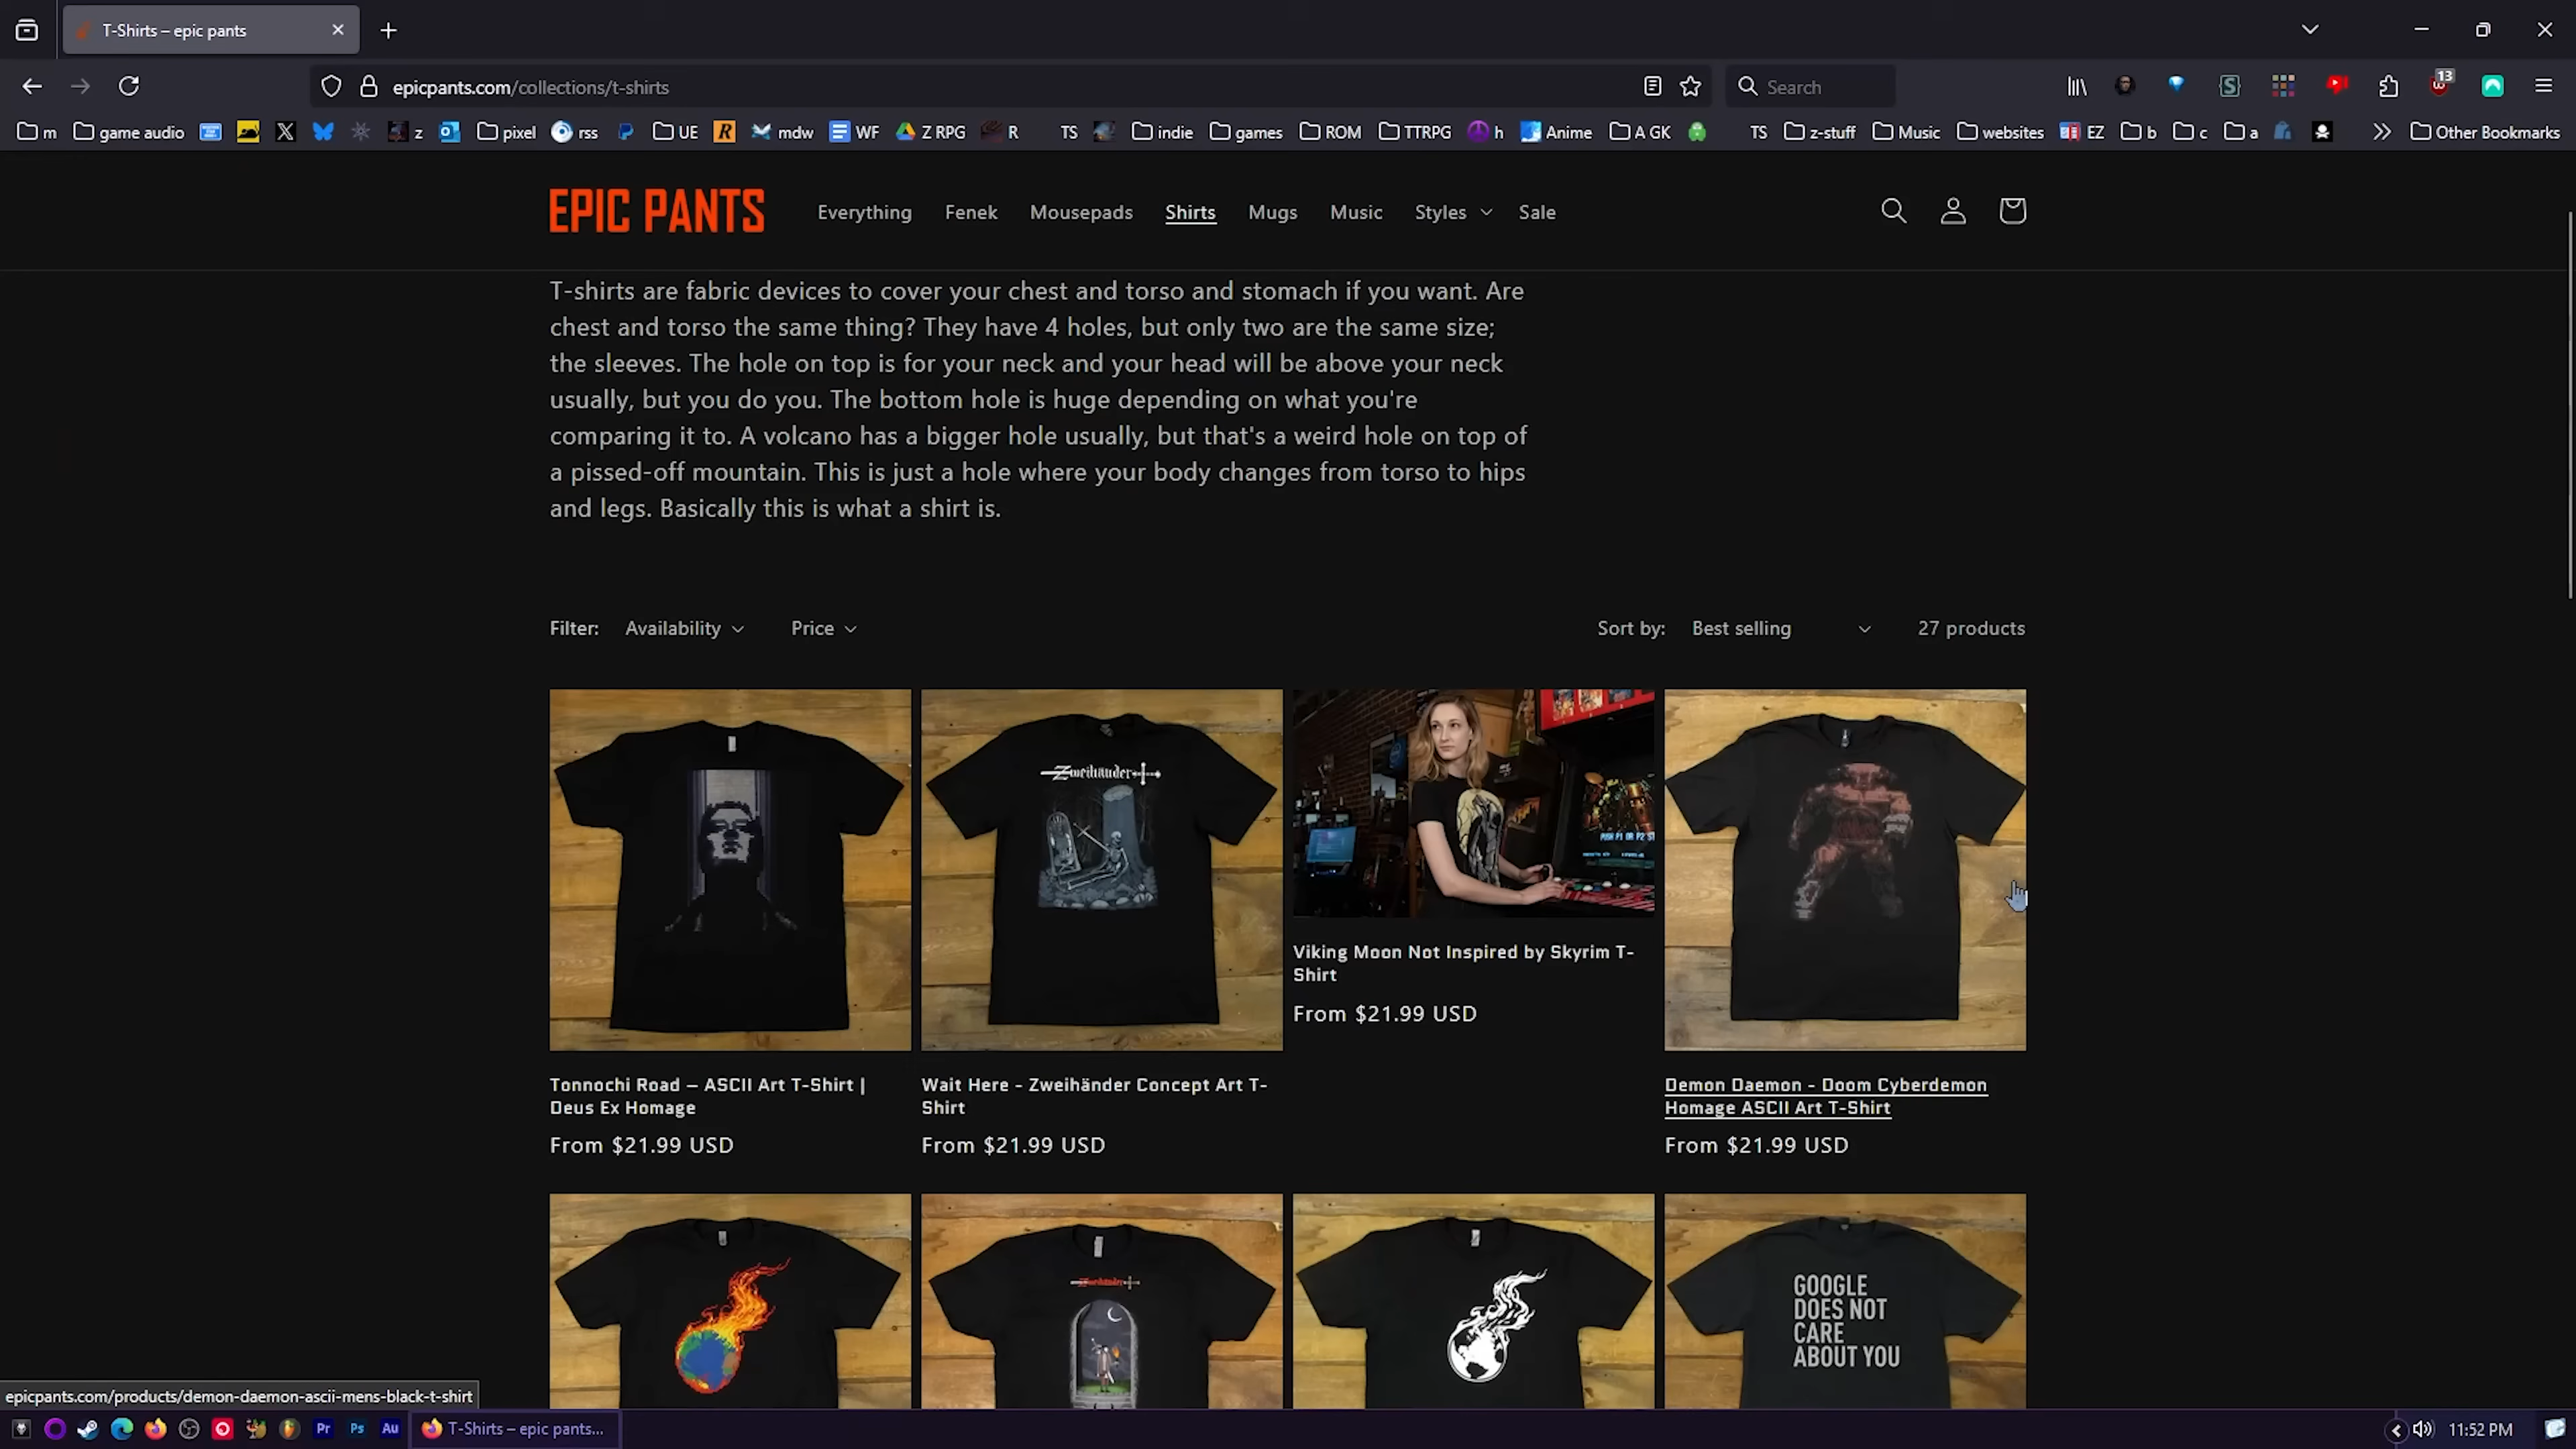 T-Shirts – epic pants
epicpants.com/collections/t-shirts
Search
13
m
game audio
z
pixel
rss
UE
mdw
WF
Z RPG
R
TS
indie
games
ROM
TTRPG
h
Anime
A GK
TS
z-stuff
Music
websites
EZ
b
c
a
Other Bookmarks
EPIC PANTS
Everything
Fenek
Mousepads
Shirts
Mugs
Music
Styles
Sale
T-shirts are fabric devices to cover your chest and torso and stomach if you want. Are
chest and torso the same thing? They have 4 holes, but only two are the same size;
the sleeves. The hole on top is for your neck and your head will be above your neck
usually, but you do you. The bottom hole is huge depending on what you're
comparing it to. A volcano has a bigger hole usually, but that's a weird hole on top of
a pissed-off mountain. This is just a hole where your body changes from torso to hips
and legs. Basically this is what a shirt is.
Filter: Availability Price
Sort by: Best selling 27 products
Zweihänder
Tonnochi Road – ASCII Art T-Shirt |
Deus Ex Homage
From $21.99 USD
Wait Here - Zweihänder Concept Art T-
Shirt
From $21.99 USD
Viking Moon Not Inspired by Skyrim T-
Shirt
From $21.99 USD
Demon Daemon - Doom Cyberdemon
Homage ASCII Art T-Shirt
From $21.99 USD
Zweihänder
GOOGLE
DOES NOT
CARE
ABOUT YOU
epicpants.com/products/demon-daemon-ascii-mens-black-t-shirt
Pr
Ps
Au
T-Shirts – epic pants...
11:52 PM